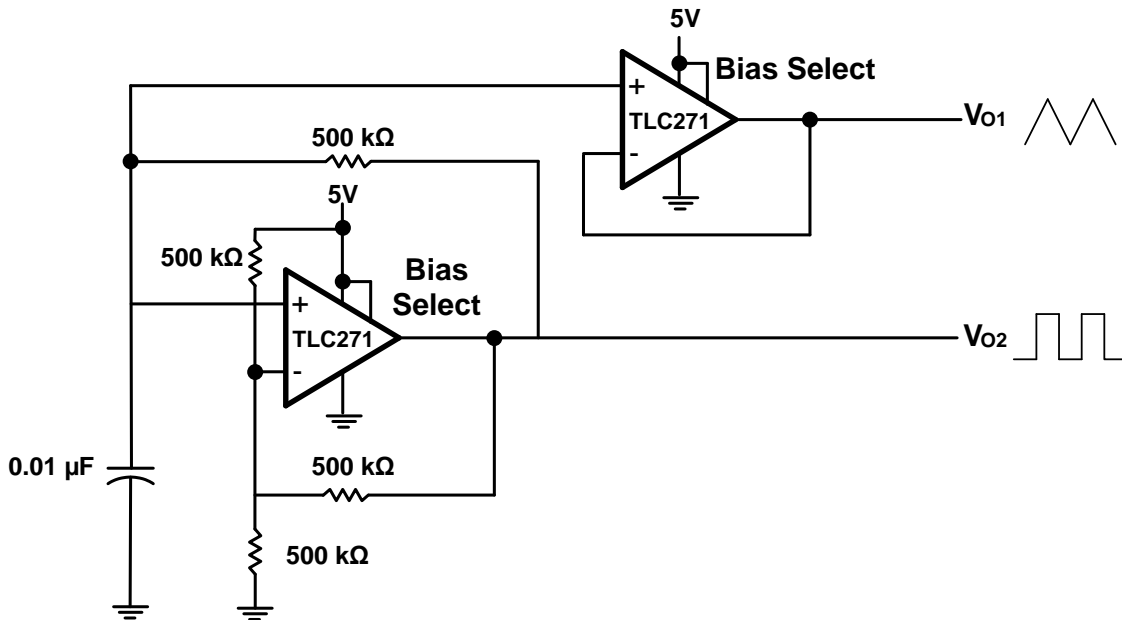 5V
Bias Select
+
TLC271
-
VO1
500 kΩ
5V
500 kΩ
Bias
Select
+
TLC271
-
VO2
0.01 µF
500 kΩ
500 kΩ